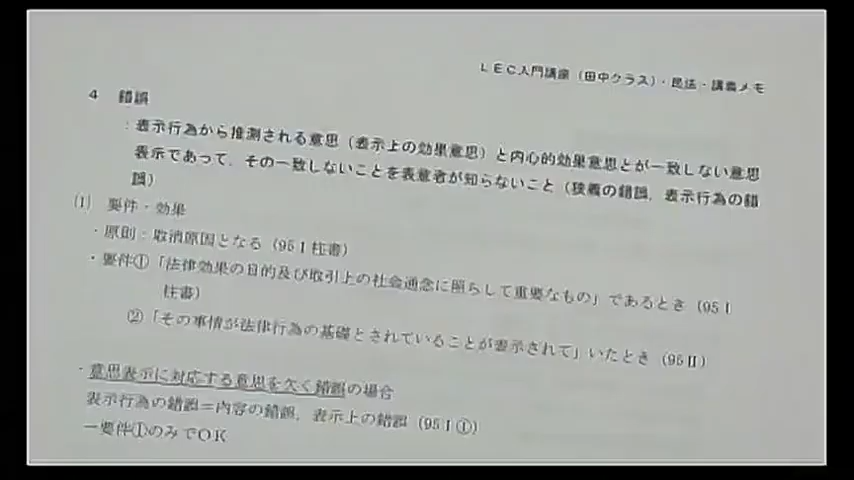 LEC入門講座(田中クラス)・民法・講義メモ
4 錯誤
:表示行為から推測される意思(表示上の効果意思)と内心的効果意思とが一致しない意思
表示であって、その一致しないことを表意者が知らないこと(狭義の錯誤、表示行為の錯
誤)
(1) 要件・効果
・原則:取消原因となる(95Ⅰ柱書)
・要件①「法律効果の目的及び取引上の社会通念に照らして重要なもの」であるとき(95Ⅰ
柱書)
②「その事情が法律行為の基礎とされていることが表示されて」いたとき(95Ⅱ)
・意思表示に対応する意思を欠く錯誤の場合
表示行為の錯誤=内容の錯誤、表示上の錯誤(95Ⅰ①)
→要件①のみでOK